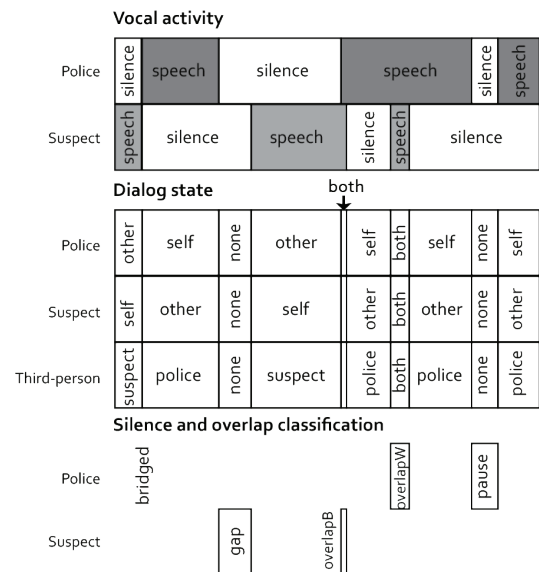 Vocal activity
Police silence speech silence speech silence speech
Suspect speech silence speech silence speech silence
Dialog state both
Police other self none other self both self none self
Suspect self other none self other both other none other
Third-person suspect police none suspect police both police none police
Silence and overlap classification
Police bridged overlapW pause
Suspect gap overlapB